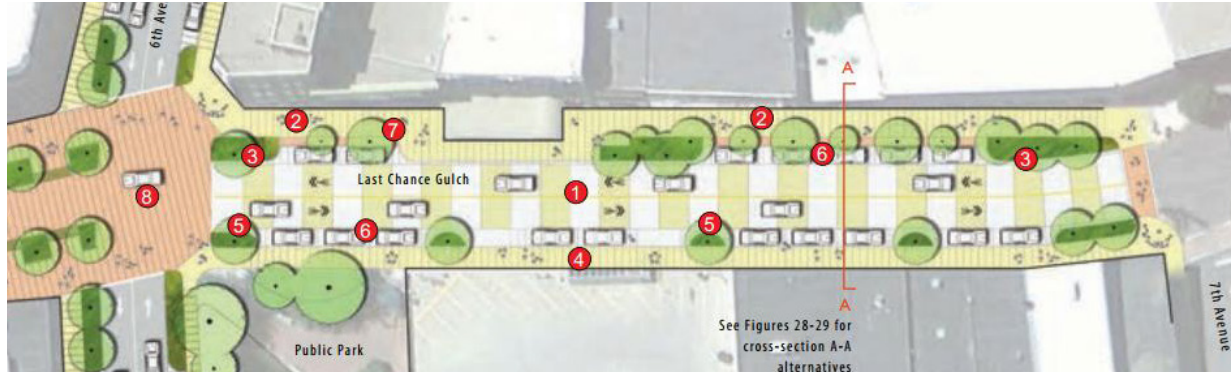 6th Ave
A
2
2
7
3
6
3
Last Chance Gulch
8
1
5
6
5
4
A
See Figures 28-29 for
cross-section A-A
alternatives
Public Park
7th Avenue